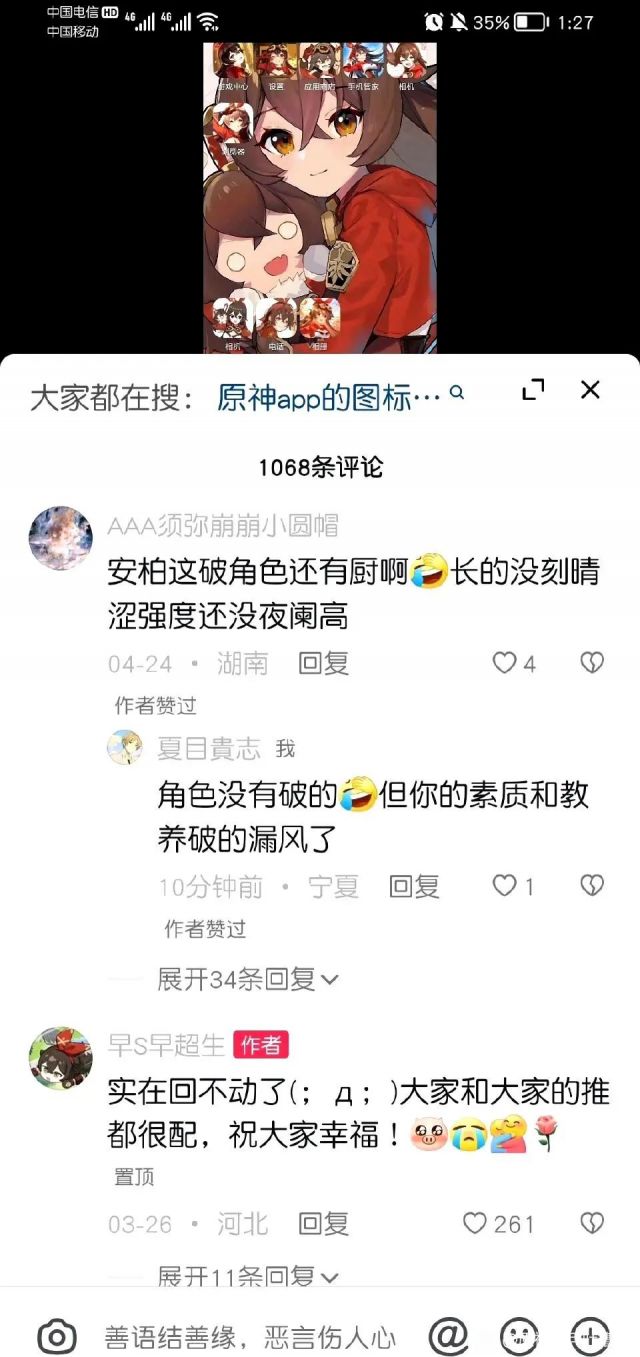 中国电信 HD 4G 4G 35% 1:27
中国移动
游戏中心 设置 应用商店 手机管家 相机
浏览器
相机 电话 相册
大家都在搜： 原神app的图标…
1068条评论
AAA须弥崩崩小圆帽
安柏这破角色还有厨啊🤣长的没刻晴
涩强度还没夜阑高
04-24 · 湖南 回复 4
作者赞过
夏目貴志 我
角色没有破的🤣但你的素质和教
养破的漏风了
10分钟前 · 宁夏 回复 1
作者赞过
展开34条回复
早S早超生 作者
实在回不动了(；д；)大家和大家的推
都很配，祝大家幸福！🐷😭🤗🌹
置顶
03-26 · 河北 回复 261
展开11条回复
善语结善缘，恶言伤人心 @